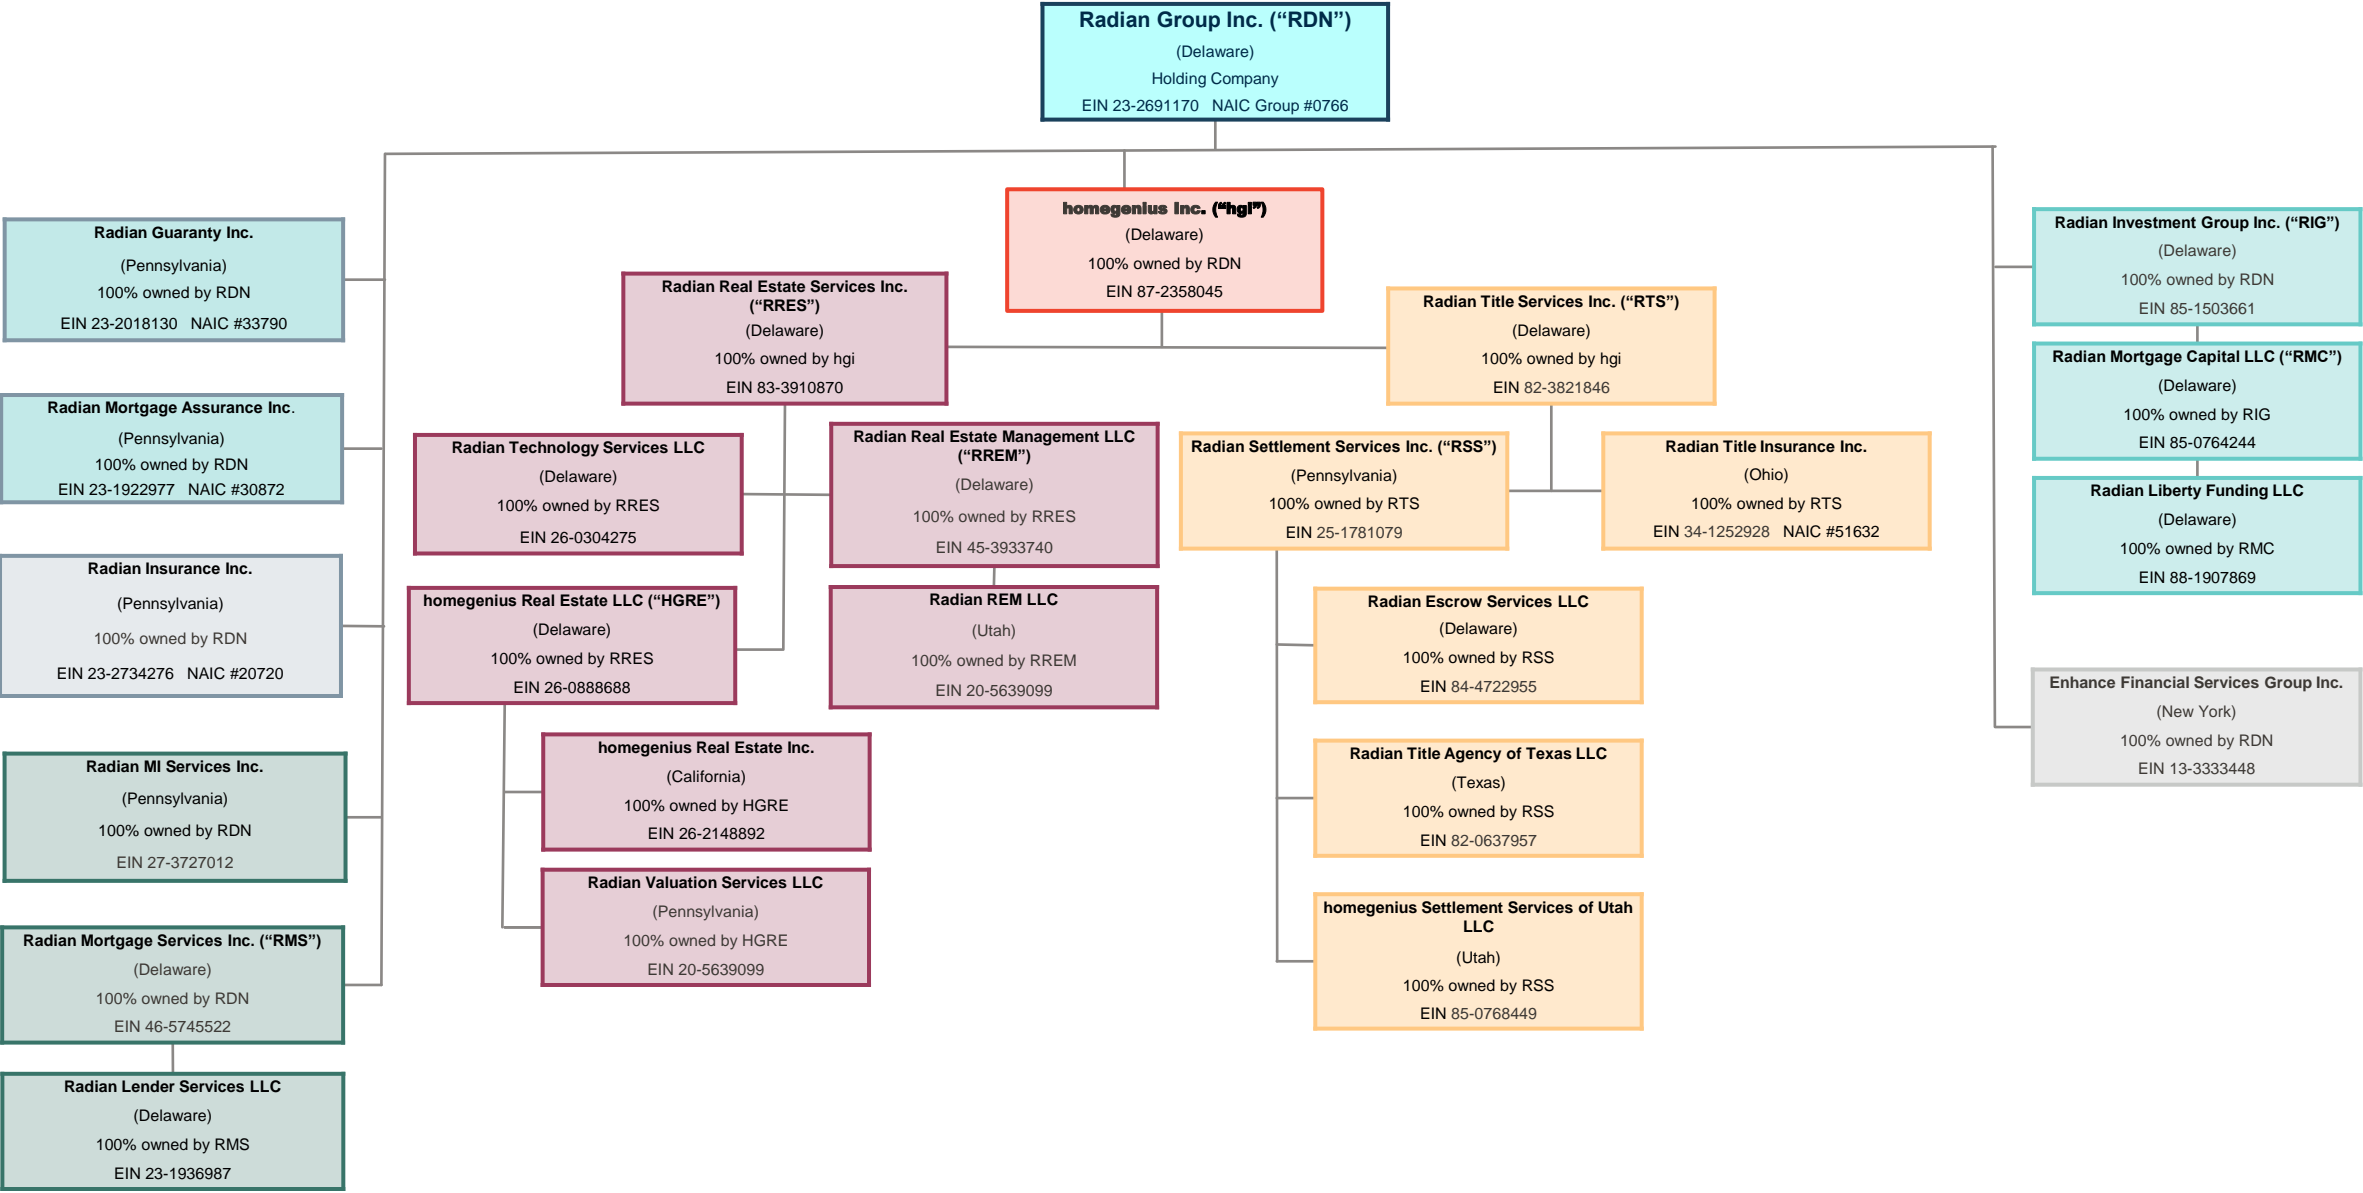 Radian Group Inc. (“RDN”)
(Delaware)
Holding Company
EIN 23-2691170 NAIC Group #0766
homegenius Inc. (“hgi”)
(Delaware)
100% owned by RDN
EIN 87-2358045
Radian Guaranty Inc.
(Pennsylvania)
100% owned by RDN
EIN 23-2018130 NAIC #33790
Radian Mortgage Assurance Inc.
(Pennsylvania)
100% owned by RDN
EIN 23-1922977 NAIC #30872
Radian Insurance Inc.
(Pennsylvania)
100% owned by RDN
EIN 23-2734276 NAIC #20720
Radian MI Services Inc.
(Pennsylvania)
100% owned by RDN
EIN 27-3727012
Radian Mortgage Services Inc. (“RMS”)
(Delaware)
100% owned by RDN
EIN 46-5745522
Radian Lender Services LLC
(Delaware)
100% owned by RMS
EIN 23-1936987
Radian Real Estate Services Inc.
(“RRES”)
(Delaware)
100% owned by hgi
EIN 83-3910870
Radian Technology Services LLC
(Delaware)
100% owned by RRES
EIN 26-0304275
Radian Real Estate Management LLC
(“RREM”)
(Delaware)
100% owned by RRES
EIN 45-3933740
homegenius Real Estate LLC (“HGRE”)
(Delaware)
100% owned by RRES
EIN 26-0888688
Radian REM LLC
(Utah)
100% owned by RREM
EIN 20-5639099
homegenius Real Estate Inc.
(California)
100% owned by HGRE
EIN 26-2148892
Radian Valuation Services LLC
(Pennsylvania)
100% owned by HGRE
EIN 20-5639099
Radian Title Services Inc. (“RTS”)
(Delaware)
100% owned by hgi
EIN 82-3821846
Radian Settlement Services Inc. (“RSS”)
(Pennsylvania)
100% owned by RTS
EIN 25-1781079
Radian Title Insurance Inc.
(Ohio)
100% owned by RTS
EIN 34-1252928 NAIC #51632
Radian Escrow Services LLC
(Delaware)
100% owned by RSS
EIN 84-4722955
Radian Title Agency of Texas LLC
(Texas)
100% owned by RSS
EIN 82-0637957
homegenius Settlement Services of Utah
LLC
(Utah)
100% owned by RSS
EIN 85-0768449
Radian Investment Group Inc. (“RIG”)
(Delaware)
100% owned by RDN
EIN 85-1503661
Radian Mortgage Capital LLC (“RMC”)
(Delaware)
100% owned by RIG
EIN 85-0764244
Radian Liberty Funding LLC
(Delaware)
100% owned by RMC
EIN 88-1907869
Enhance Financial Services Group Inc.
(New York)
100% owned by RDN
EIN 13-3333448